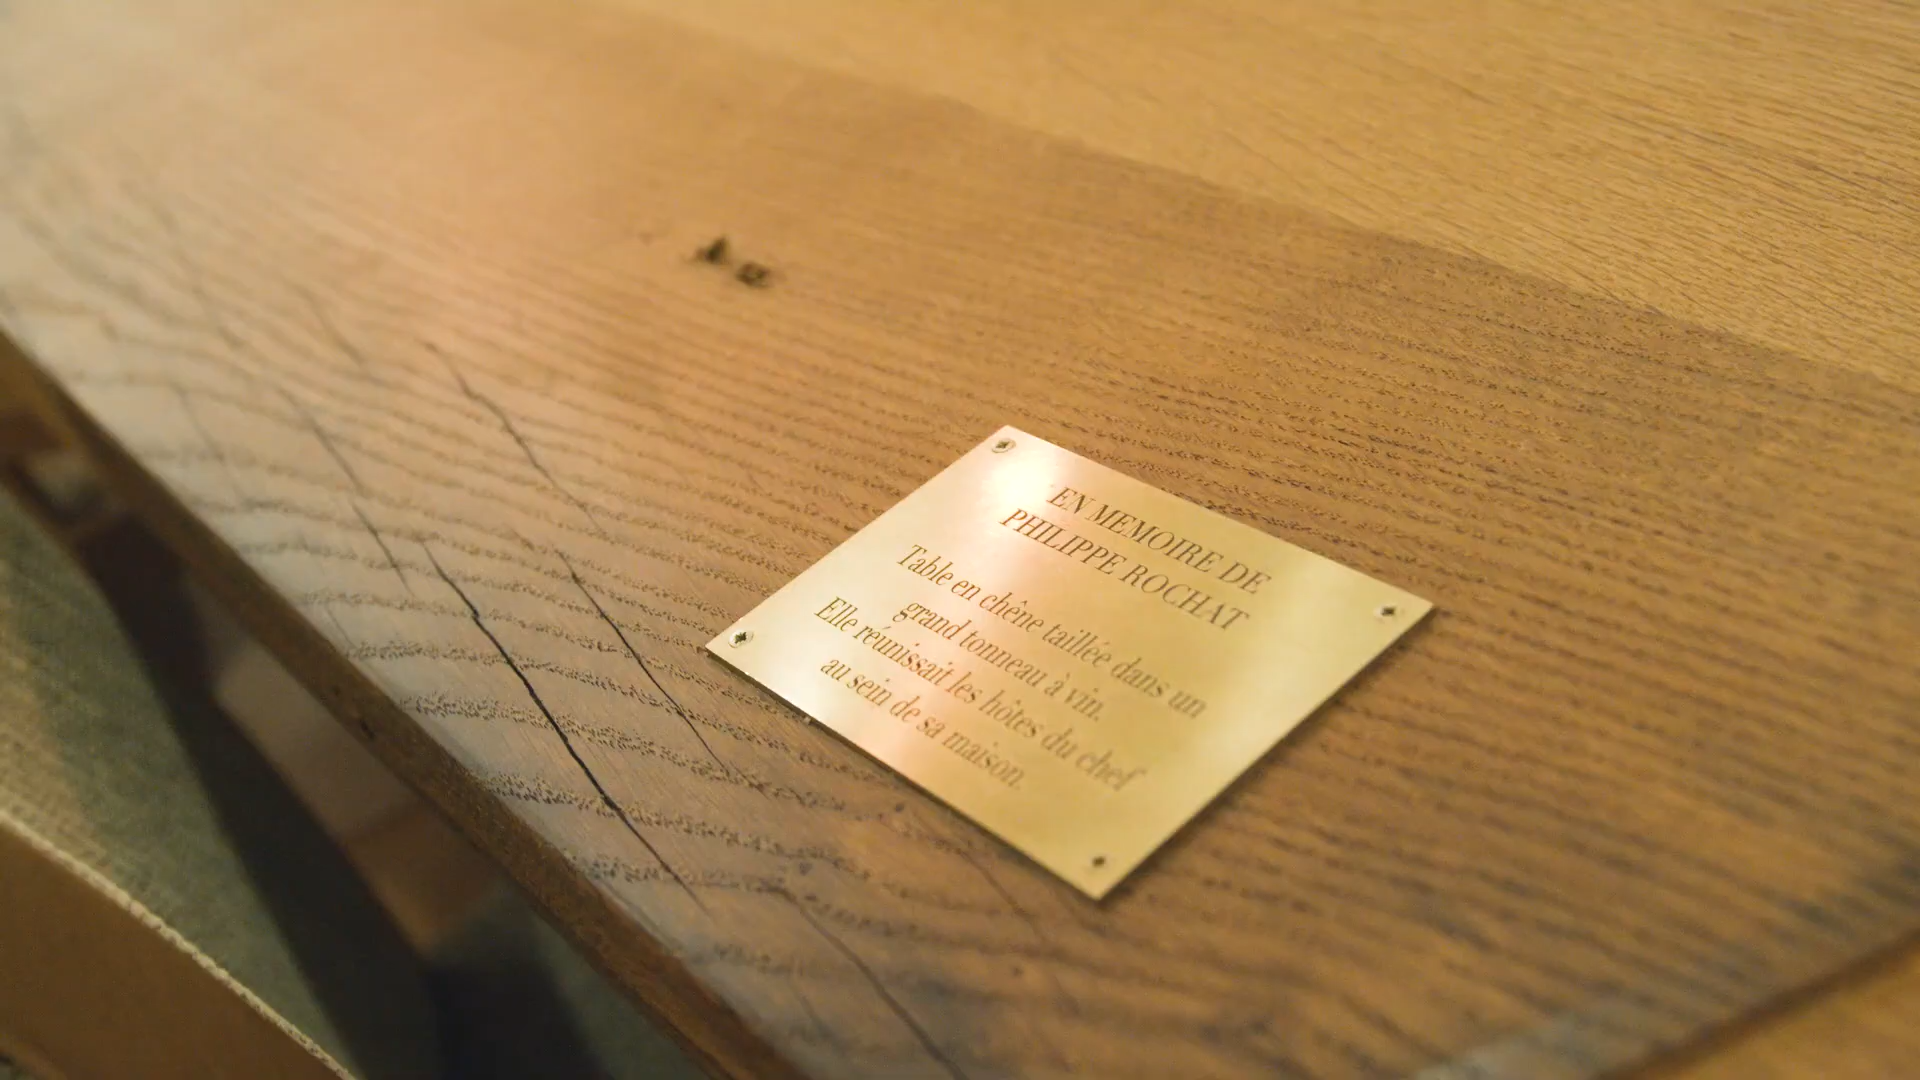 EN MEMOIRE DE
PHILIPPE ROCHAT
Table en chêne taillée dans un
grand tonneau à vin.
Elle réunissait les hôtes du chef
au sein de sa maison.